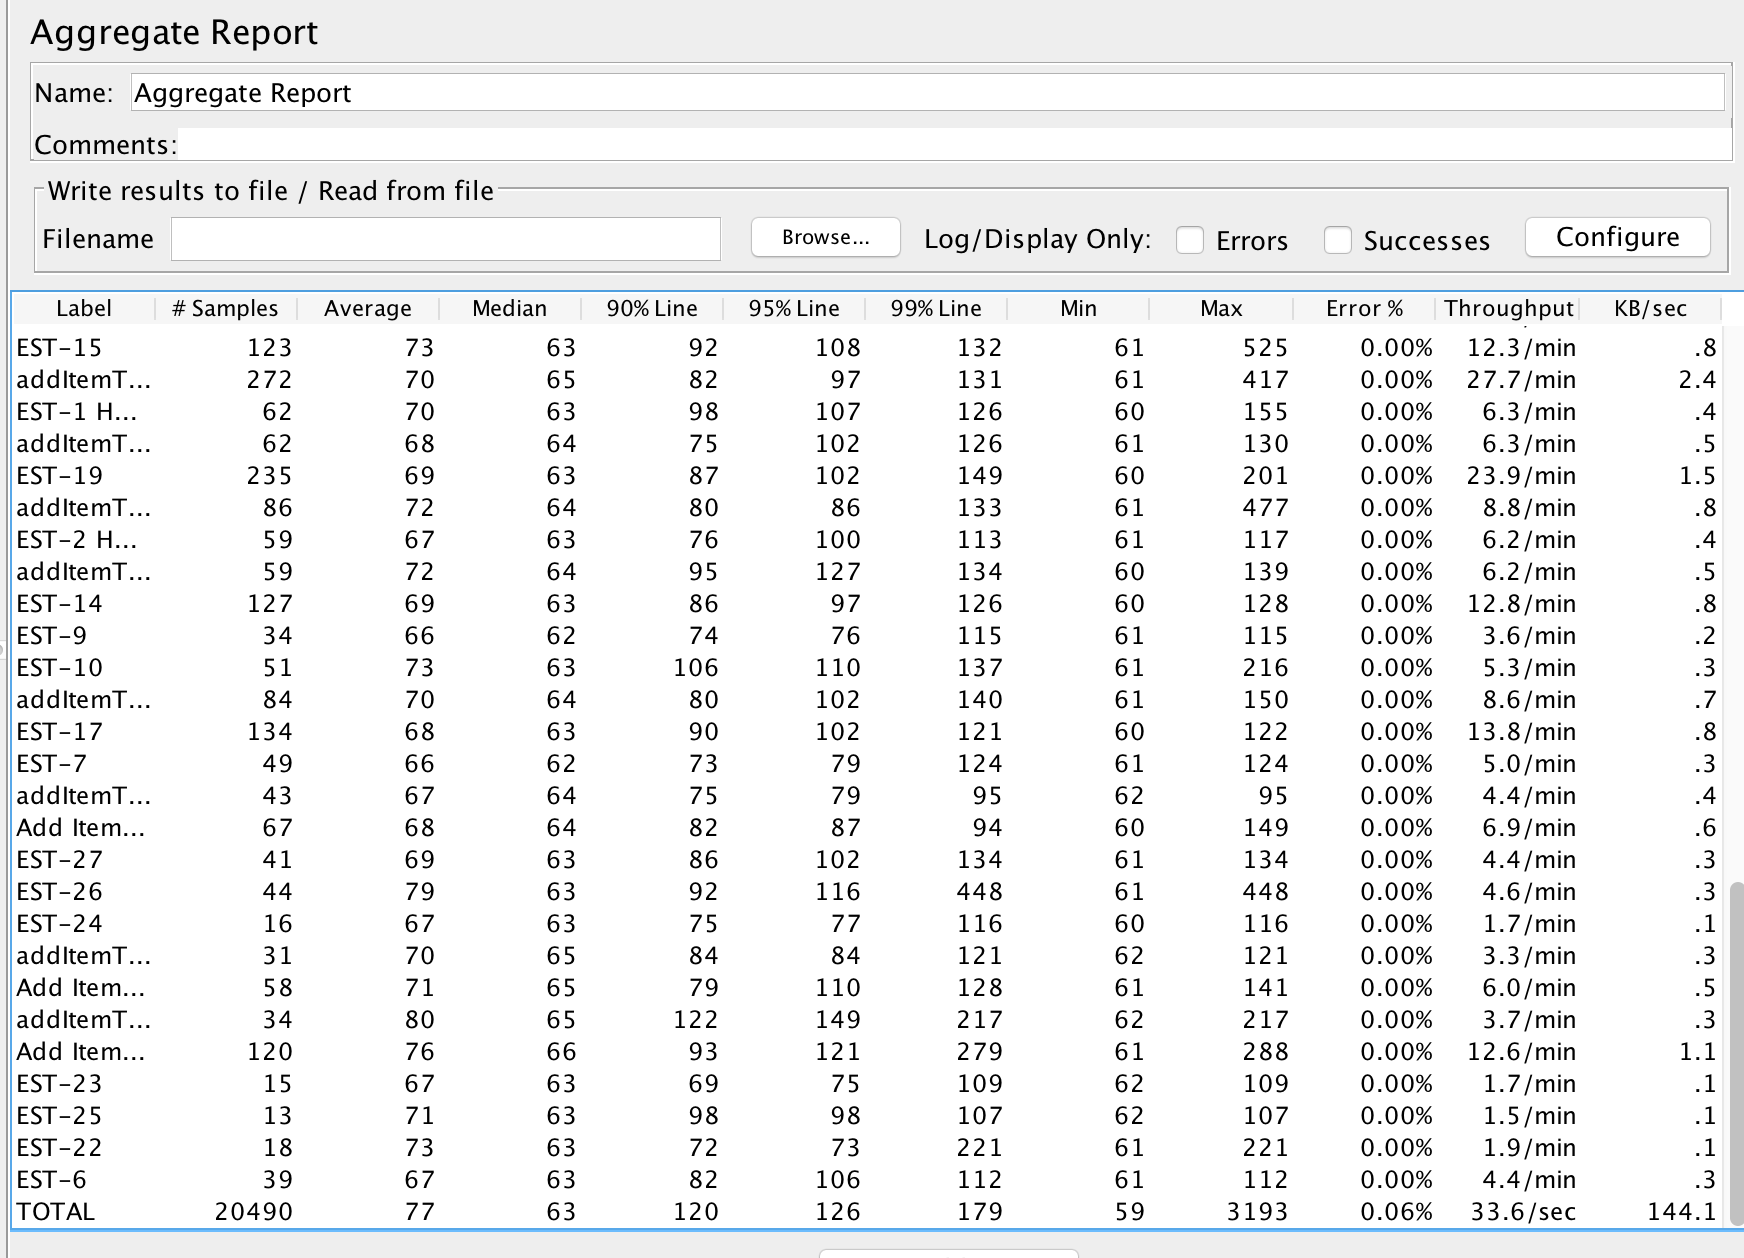 Aggregate Report
Name: Aggregate Report
Comments:
Write results to file / Read from file
Filename Browse... Log/Display Only: Errors Successes Configure
Label # Samples Average Median 90% Line 95% Line 99% Line Min Max Error % Throughput KB/sec
EST-15 123 73 63 92 108 132 61 525 0.00% 12.3/min .8
addItemT... 272 70 65 82 97 131 61 417 0.00% 27.7/min 2.4
EST-1 H... 62 70 63 98 107 126 60 155 0.00% 6.3/min .4
addItemT... 62 68 64 75 102 126 61 130 0.00% 6.3/min .5
EST-19 235 69 63 87 102 149 60 201 0.00% 23.9/min 1.5
addItemT... 86 72 64 80 86 133 61 477 0.00% 8.8/min .8
EST-2 H... 59 67 63 76 100 113 61 117 0.00% 6.2/min .4
addItemT... 59 72 64 95 127 134 60 139 0.00% 6.2/min .5
EST-14 127 69 63 86 97 126 60 128 0.00% 12.8/min .8
EST-9 34 66 62 74 76 115 61 115 0.00% 3.6/min .2
EST-10 51 73 63 106 110 137 61 216 0.00% 5.3/min .3
addItemT... 84 70 64 80 102 140 61 150 0.00% 8.6/min .7
EST-17 134 68 63 90 102 121 60 122 0.00% 13.8/min .8
EST-7 49 66 62 73 79 124 61 124 0.00% 5.0/min .3
addItemT... 43 67 64 75 79 95 62 95 0.00% 4.4/min .4
Add Item... 67 68 64 82 87 94 60 149 0.00% 6.9/min .6
EST-27 41 69 63 86 102 134 61 134 0.00% 4.4/min .3
EST-26 44 79 63 92 116 448 61 448 0.00% 4.6/min .3
EST-24 16 67 63 75 77 116 60 116 0.00% 1.7/min .1
addItemT... 31 70 65 84 84 121 62 121 0.00% 3.3/min .3
Add Item... 58 71 65 79 110 128 61 141 0.00% 6.0/min .5
addItemT... 34 80 65 122 149 217 62 217 0.00% 3.7/min .3
Add Item... 120 76 66 93 121 279 61 288 0.00% 12.6/min 1.1
EST-23 15 67 63 69 75 109 62 109 0.00% 1.7/min .1
EST-25 13 71 63 98 98 107 62 107 0.00% 1.5/min .1
EST-22 18 73 63 72 73 221 61 221 0.00% 1.9/min .1
EST-6 39 67 63 82 106 112 61 112 0.00% 4.4/min .3
TOTAL 20490 77 63 120 126 179 59 3193 0.06% 33.6/sec 144.1